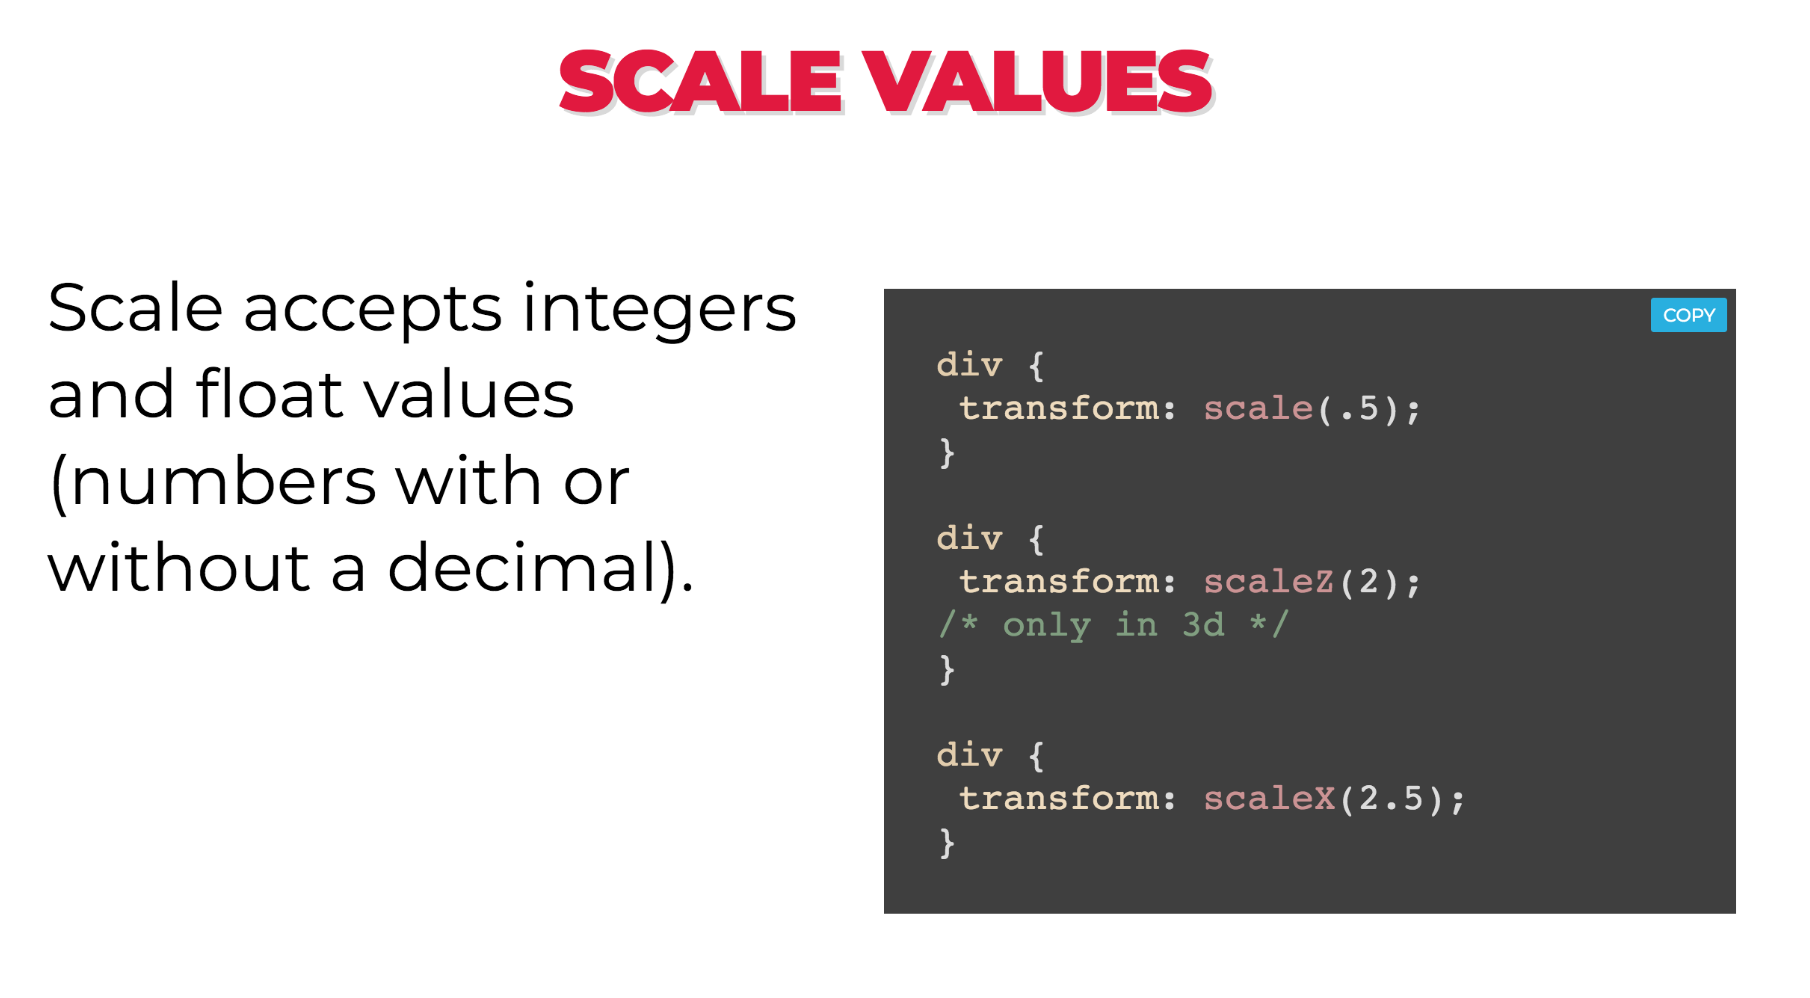 SCALE VALUES
Scale accepts integers
and float values
(numbers with or
without a decimal).
COPY
div {
 transform: scale(.5);
}
div {
 transform: scaleZ(2);
/* only in 3d */
}
div {
 transform: scaleX(2.5);
}